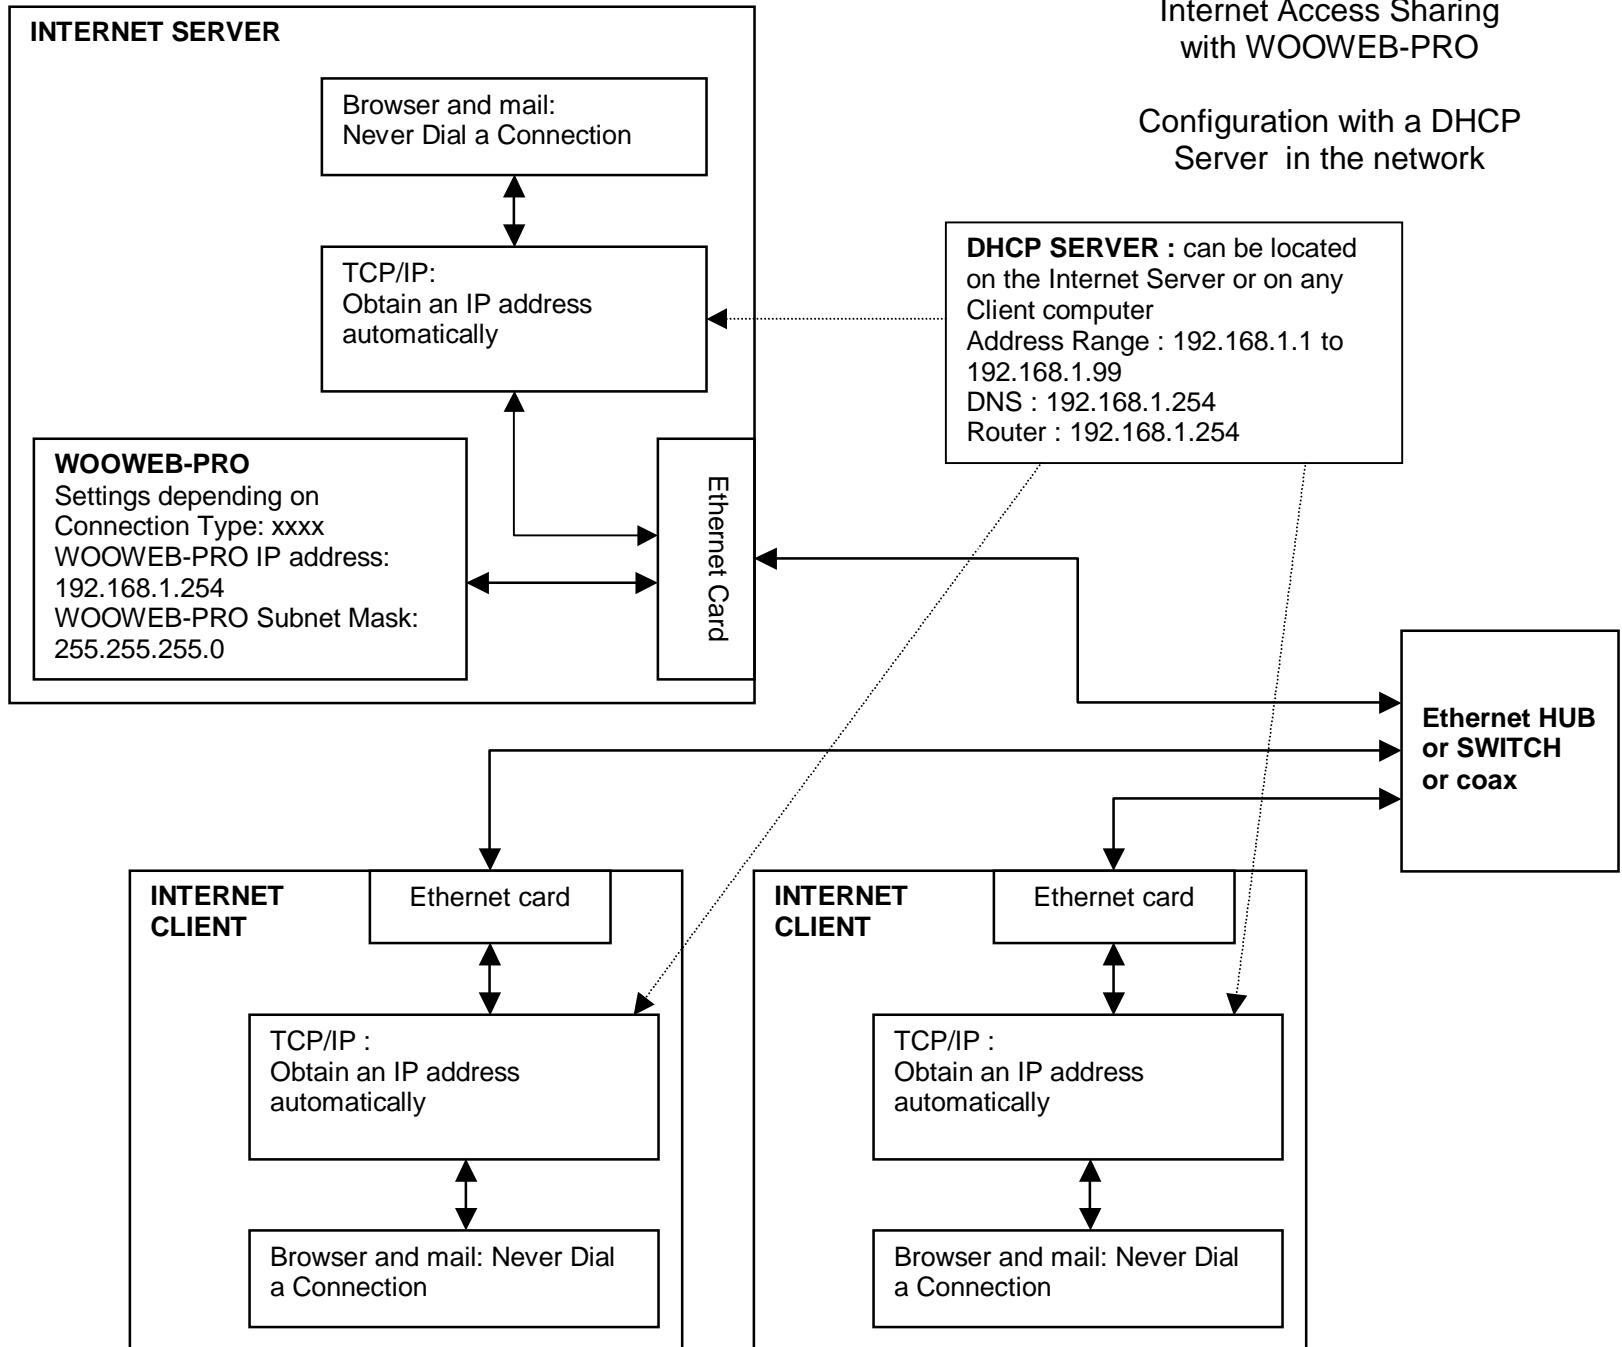 Internet Access Sharing
with WOOWEB-PRO
Configuration with a DHCP
Server in the network
INTERNET SERVER
Browser and mail:
Never Dial a Connection
TCP/IP:
Obtain an IP address
automatically
DHCP SERVER : can be located
on the Internet Server or on any
Client computer
Address Range : 192.168.1.1 to
192.168.1.99
DNS : 192.168.1.254
Router : 192.168.1.254
WOOWEB-PRO
Settings depending on
Connection Type: xxxx
WOOWEB-PRO IP address:
192.168.1.254
WOOWEB-PRO Subnet Mask:
255.255.255.0
Ethernet Card
Ethernet HUB
or SWITCH
or coax
INTERNET
CLIENT
Ethernet card
TCP/IP :
Obtain an IP address
automatically
Browser and mail: Never Dial
a Connection
INTERNET
CLIENT
Ethernet card
TCP/IP :
Obtain an IP address
automatically
Browser and mail: Never Dial
a Connection